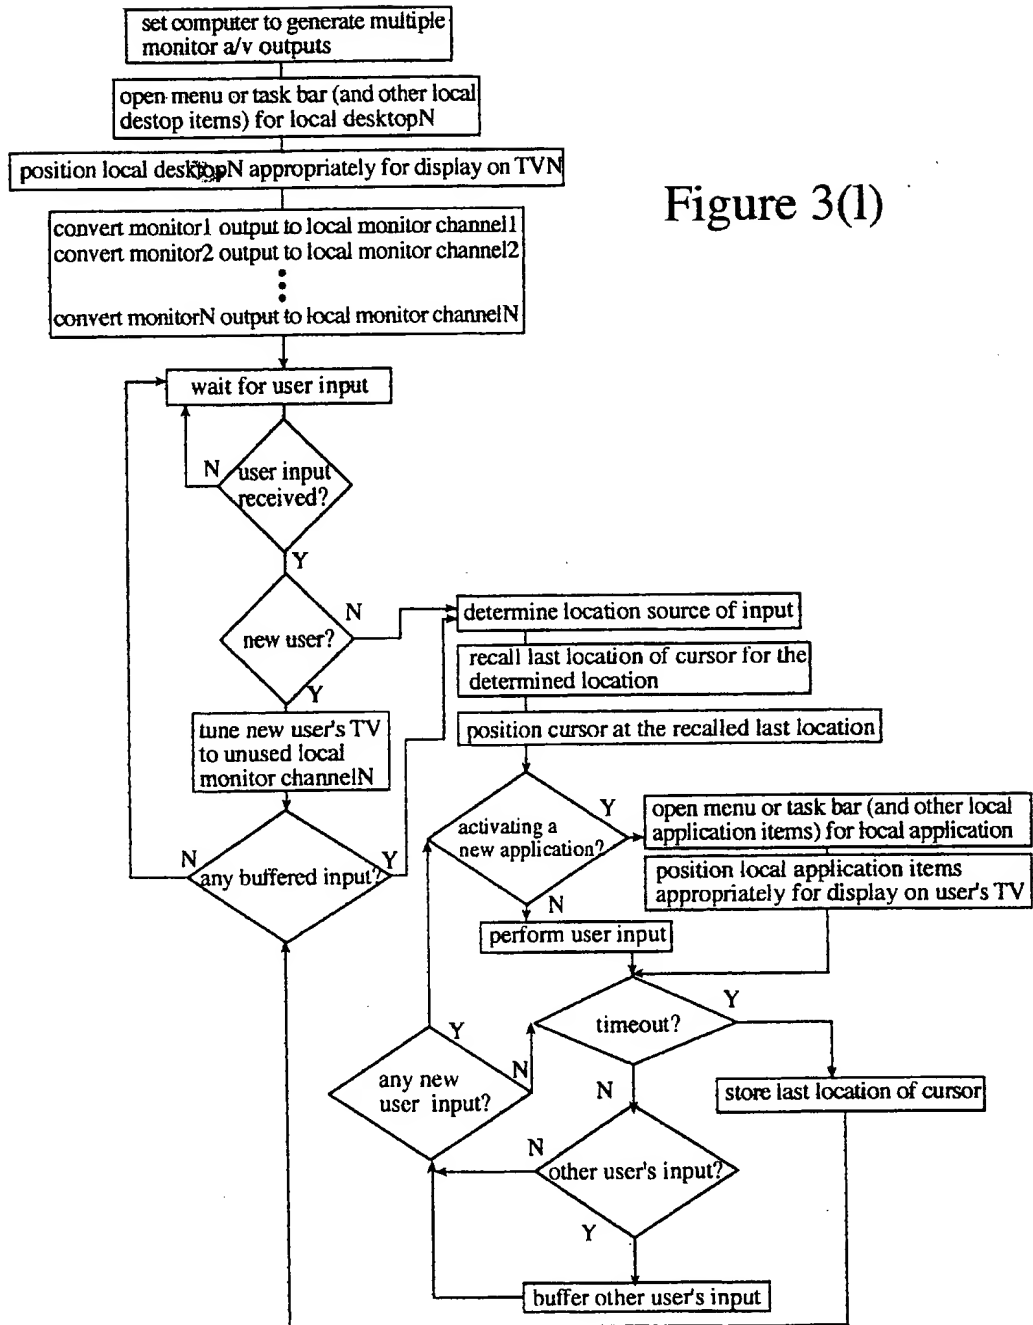 set computer to generate multiple
monitor a/v outputs
open menu or task bar (and other local
destop items) for local desktopN
position local desktopN appropriately for display on TVN
Figure 3(l)
convert monitor1 output to local monitor channel1
convert monitor2 output to local monitor channel2
convert monitorN output to local monitor channelN
wait for user input
N
user input
received?
Y
new user?
N
Y
determine location source of input
recall last location of cursor for the
determined location
position cursor at the recalled last location
tune new user's TV
to unused local
monitor channelN
any buffered input?
N
Y
activating a
new application?
Y
N
open menu or task bar (and other local
application items) for local application
position local application items
appropriately for display on user's TV
perform user input
timeout?
Y
N
any new
user input?
Y
N
store last location of cursor
other user's input?
N
Y
buffer other user's input